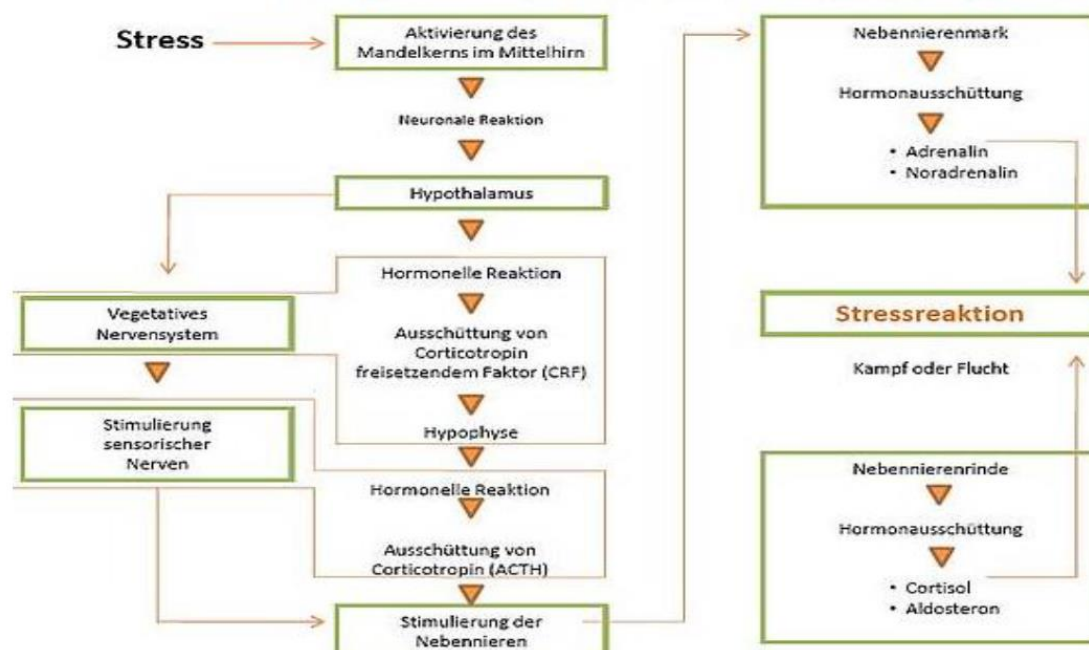 Stress
Aktivierung des
Mandelkerns im Mittelhirn
Neuronale Reaktion
Hypothalamus
Hormonelle Reaktion
Ausschüttung von
Corticotropin
freisetzendem Faktor (CRF)
Hypophyse
Hormonelle Reaktion
Ausschüttung von
Corticotropin (ACTH)
Stimulierung der
Nebennieren
Vegetatives
Nervensystem
Stimulierung
sensorischer
Nerven
Nebennierenmark
Hormonausschüttung
• Adrenalin
• Noradrenalin
Stressreaktion
Kampf oder Flucht
Nebennierenrinde
Hormonausschüttung
• Cortisol
• Aldosteron